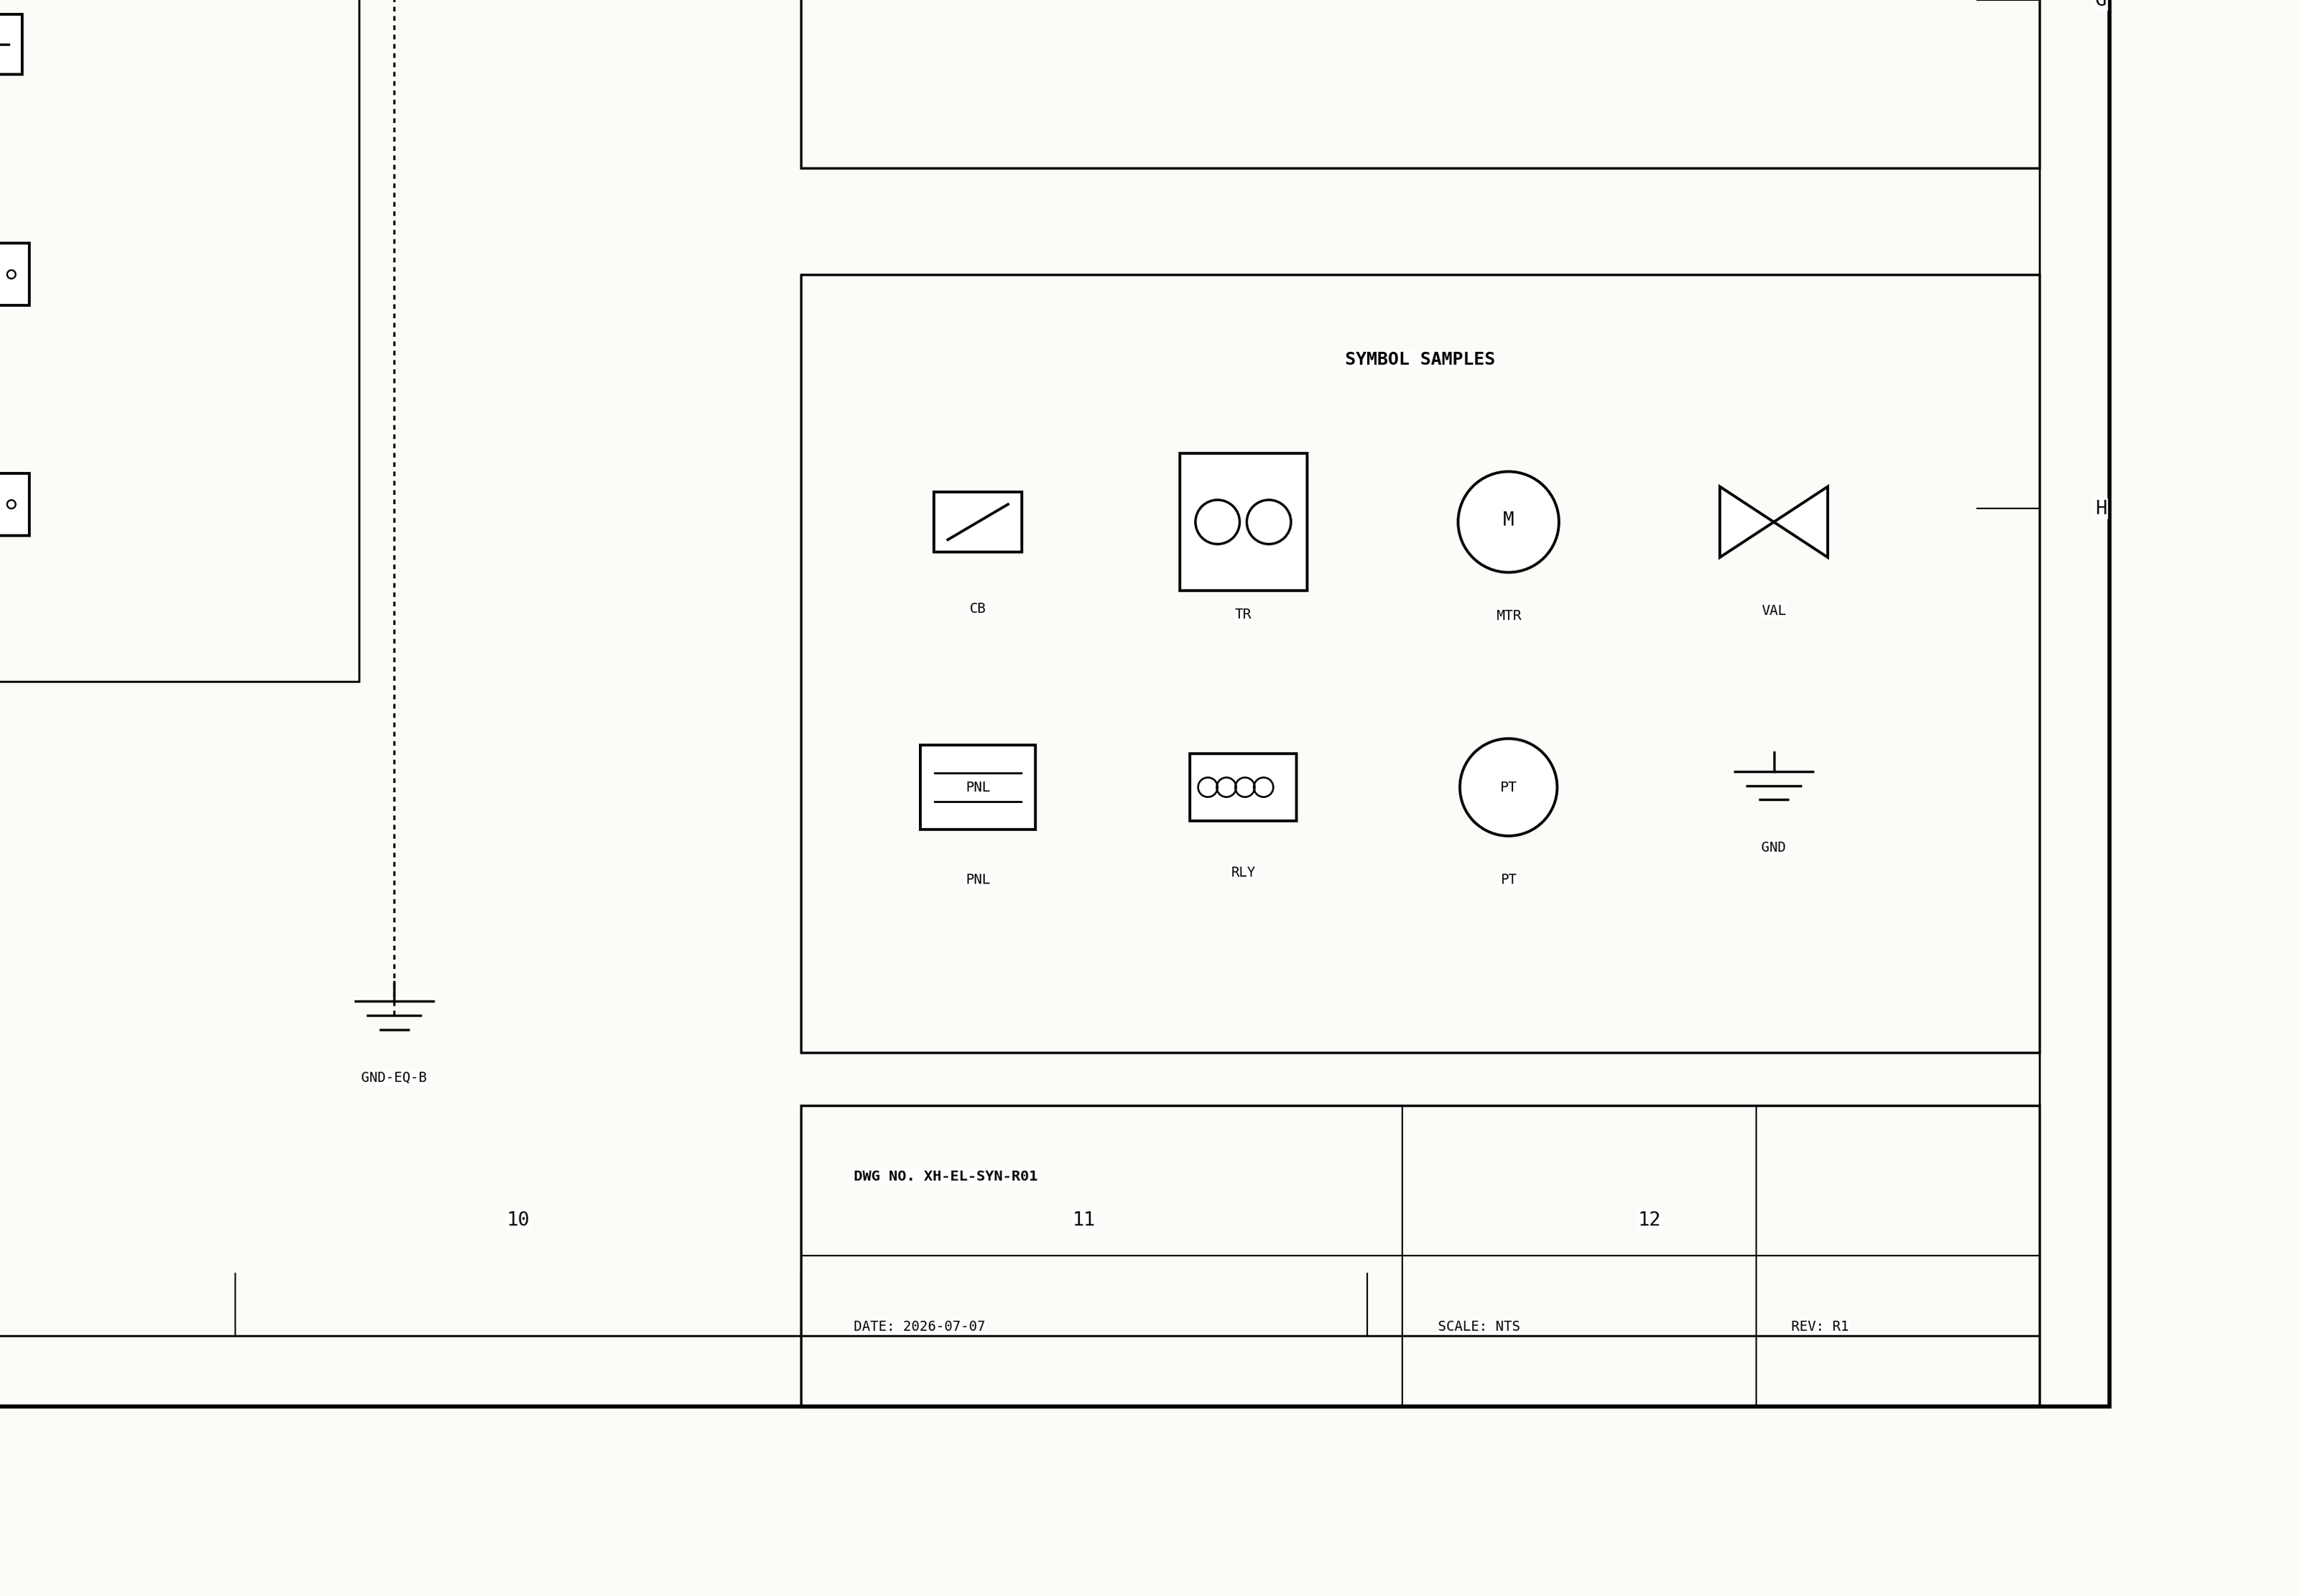 G
SYMBOL SAMPLES
M
H
CB
TR
MTR
VAL
PNL
PT
PNL
RLY
PT
GND
GND-EQ-B
DWG NO. XH-EL-SYN-R01
10
11
12
DATE: 2026-07-07
SCALE: NTS
REV: R1